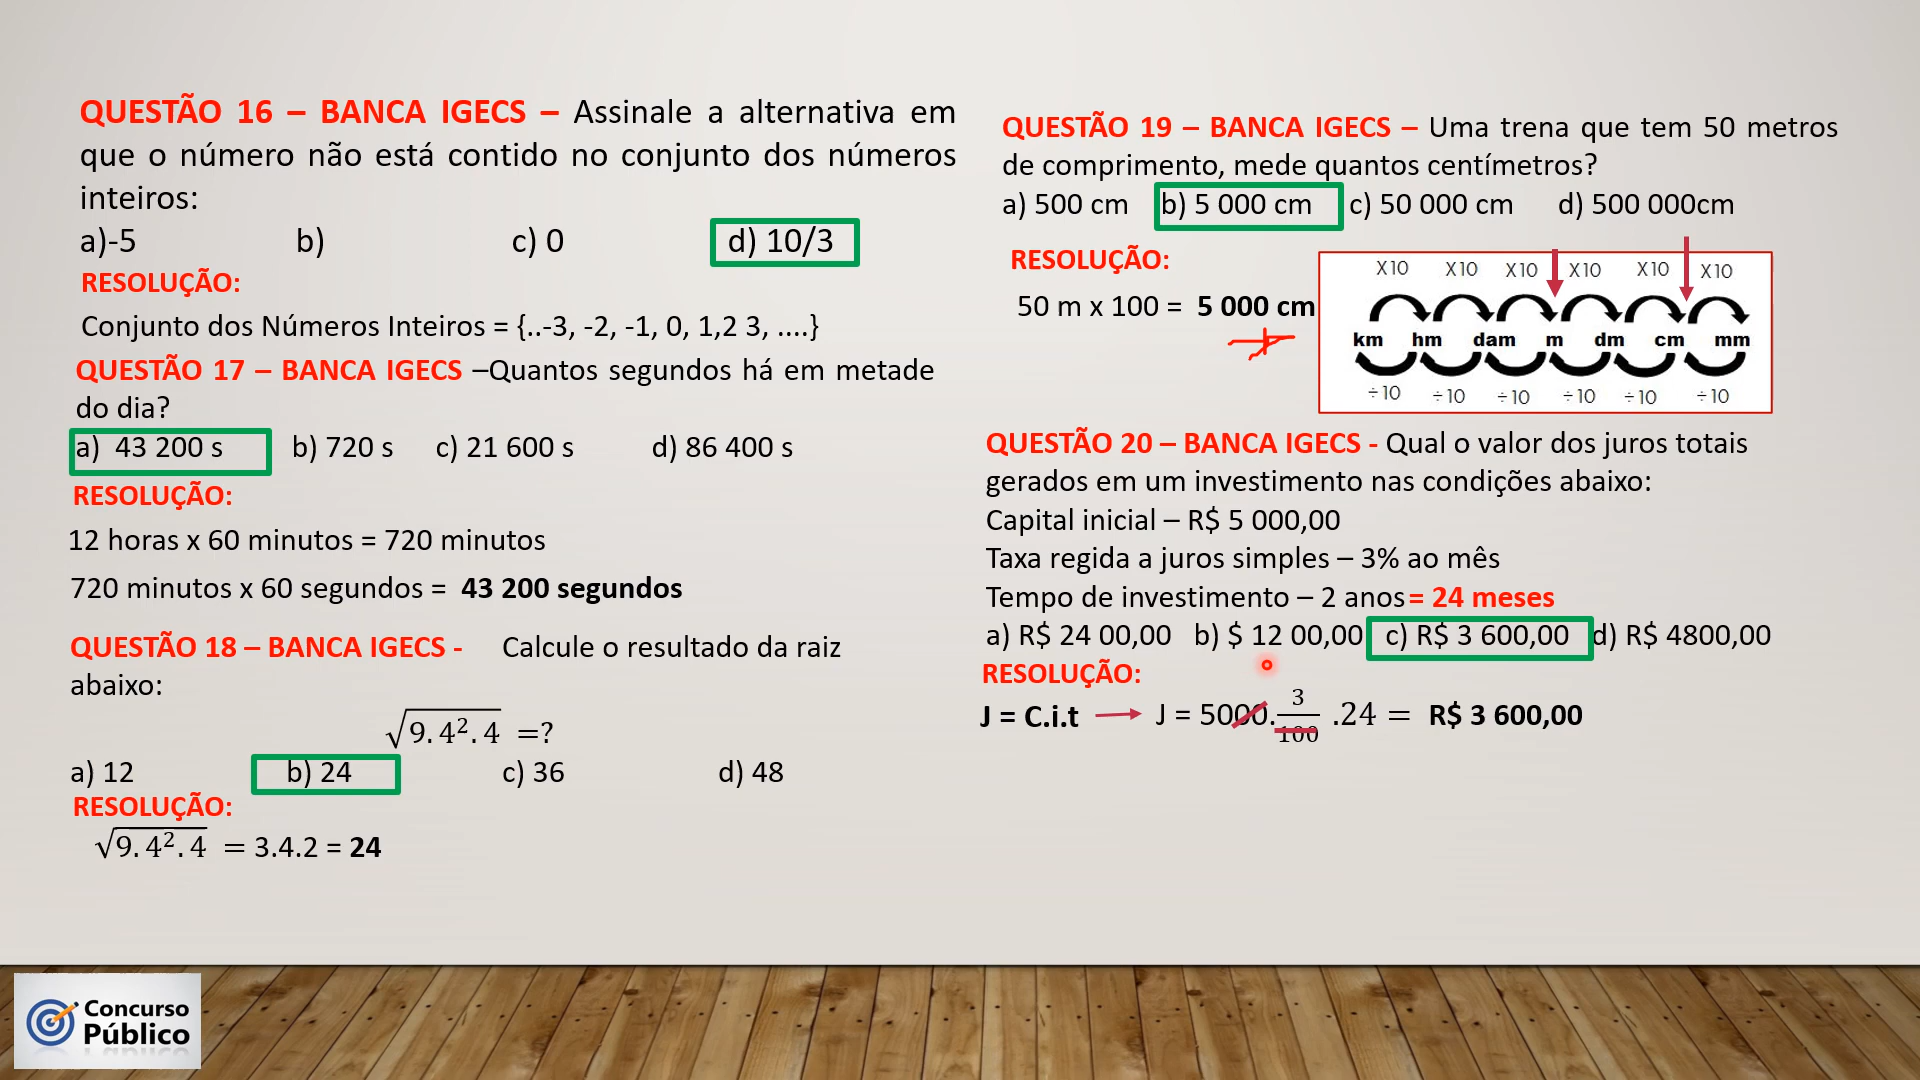 QUESTÃO 16 – BANCA IGECS – Assinale a alternativa em
que o número não está contido no conjunto dos números
inteiros:
a)-5 b) c) 0 d) 10/3
RESOLUÇÃO:
Conjunto dos Números Inteiros = {..-3, -2, -1, 0, 1,2 3, ....}
QUESTÃO 17 – BANCA IGECS –Quantos segundos há em metade
do dia?
a) 43 200 s b) 720 s c) 21 600 s d) 86 400 s
RESOLUÇÃO:
12 horas x 60 minutos = 720 minutos
720 minutos x 60 segundos = 43 200 segundos
QUESTÃO 18 – BANCA IGECS - Calcule o resultado da raiz
abaixo:
√9.4².4 =?
a) 12 b) 24 c) 36 d) 48
RESOLUÇÃO:
√9.4².4 = 3.4.2 = 24
QUESTÃO 19 – BANCA IGECS – Uma trena que tem 50 metros
de comprimento, mede quantos centímetros?
a) 500 cm b) 5 000 cm c) 50 000 cm d) 500 000cm
RESOLUÇÃO:
50 m x 100 = 5 000 cm
X10 X10 X10 X10 X10 X10
km hm dam m dm cm mm
÷10 ÷10 ÷10 ÷10 ÷10 ÷10
QUESTÃO 20 – BANCA IGECS - Qual o valor dos juros totais
gerados em um investimento nas condições abaixo:
Capital inicial – R$ 5 000,00
Taxa regida a juros simples – 3% ao mês
Tempo de investimento – 2 anos = 24 meses
a) R$ 24 00,00 b) $ 12 00,00 c) R$ 3 600,00 d) R$ 4800,00
RESOLUÇÃO:
J = C.i.t → J = 5000. 3/100 .24 = R$ 3 600,00
Concurso
Público